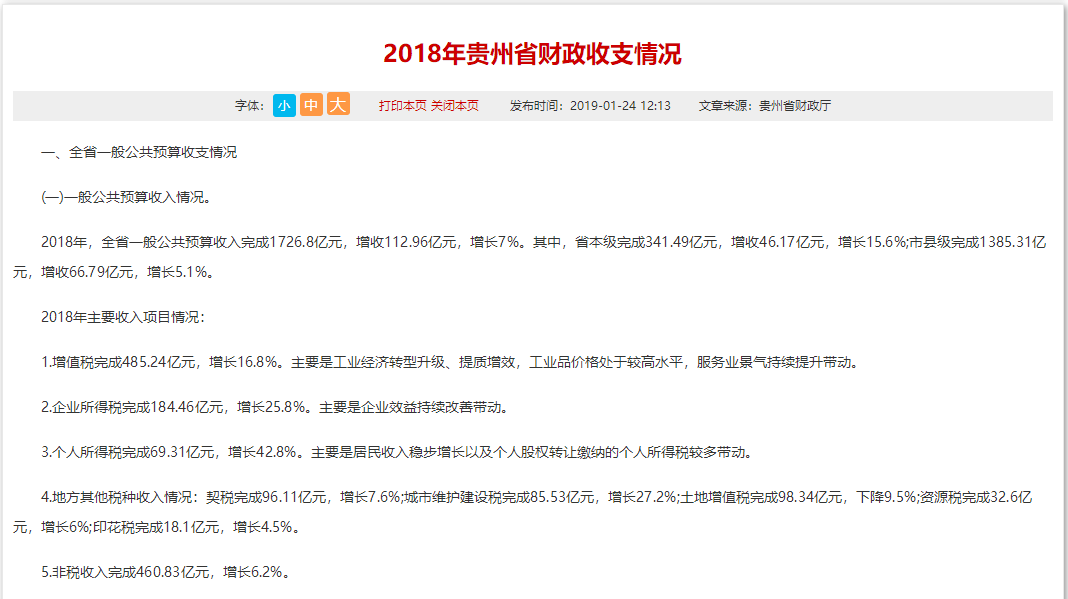 2018年贵州省财政收支情况
字体： 小 中 大 打印本页 关闭本页 发布时间：2019-01-24 12:13 文章来源：贵州省财政厅
一、全省一般公共预算收支情况
(一)一般公共预算收入情况。
2018年，全省一般公共预算收入完成1726.8亿元，增收112.96亿元，增长7%。其中，省本级完成341.49亿元，增收46.17亿元，增长15.6%;市县级完成1385.31亿
元，增收66.79亿元，增长5.1%。
2018年主要收入项目情况：
1.增值税完成485.24亿元，增长16.8%。主要是工业经济转型升级、提质增效，工业品价格处于较高水平，服务业景气持续提升带动。
2.企业所得税完成184.46亿元，增长25.8%。主要是企业效益持续改善带动。
3.个人所得税完成69.31亿元，增长42.8%。主要是居民收入稳步增长以及个人股权转让缴纳的个人所得税较多带动。
4.地方其他税种收入情况：契税完成96.11亿元，增长7.6%;城市维护建设税完成85.53亿元，增长27.2%;土地增值税完成98.34亿元，下降9.5%;资源税完成32.6亿
元，增长6%;印花税完成18.1亿元，增长4.5%。
5.非税收入完成460.83亿元，增长6.2%。